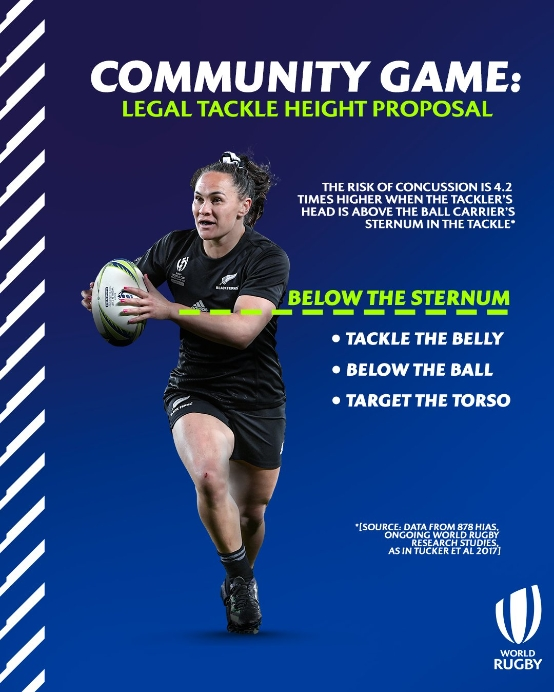 COMMUNITY GAME:
LEGAL TACKLE HEIGHT PROPOSAL
THE RISK OF CONCUSSION IS 4.2
TIMES HIGHER WHEN THE TACKLER'S
HEAD IS ABOVE THE BALL CARRIER'S
STERNUM IN THE TACKLE*
BELOW THE STERNUM
• TACKLE THE BELLY
• BELOW THE BALL
• TARGET THE TORSO
*[SOURCE: DATA FROM 878 HIAS,
ONGOING WORLD RUGBY
RESEARCH STUDIES,
AS IN TUCKER ET AL 2017]
WORLD
RUGBY